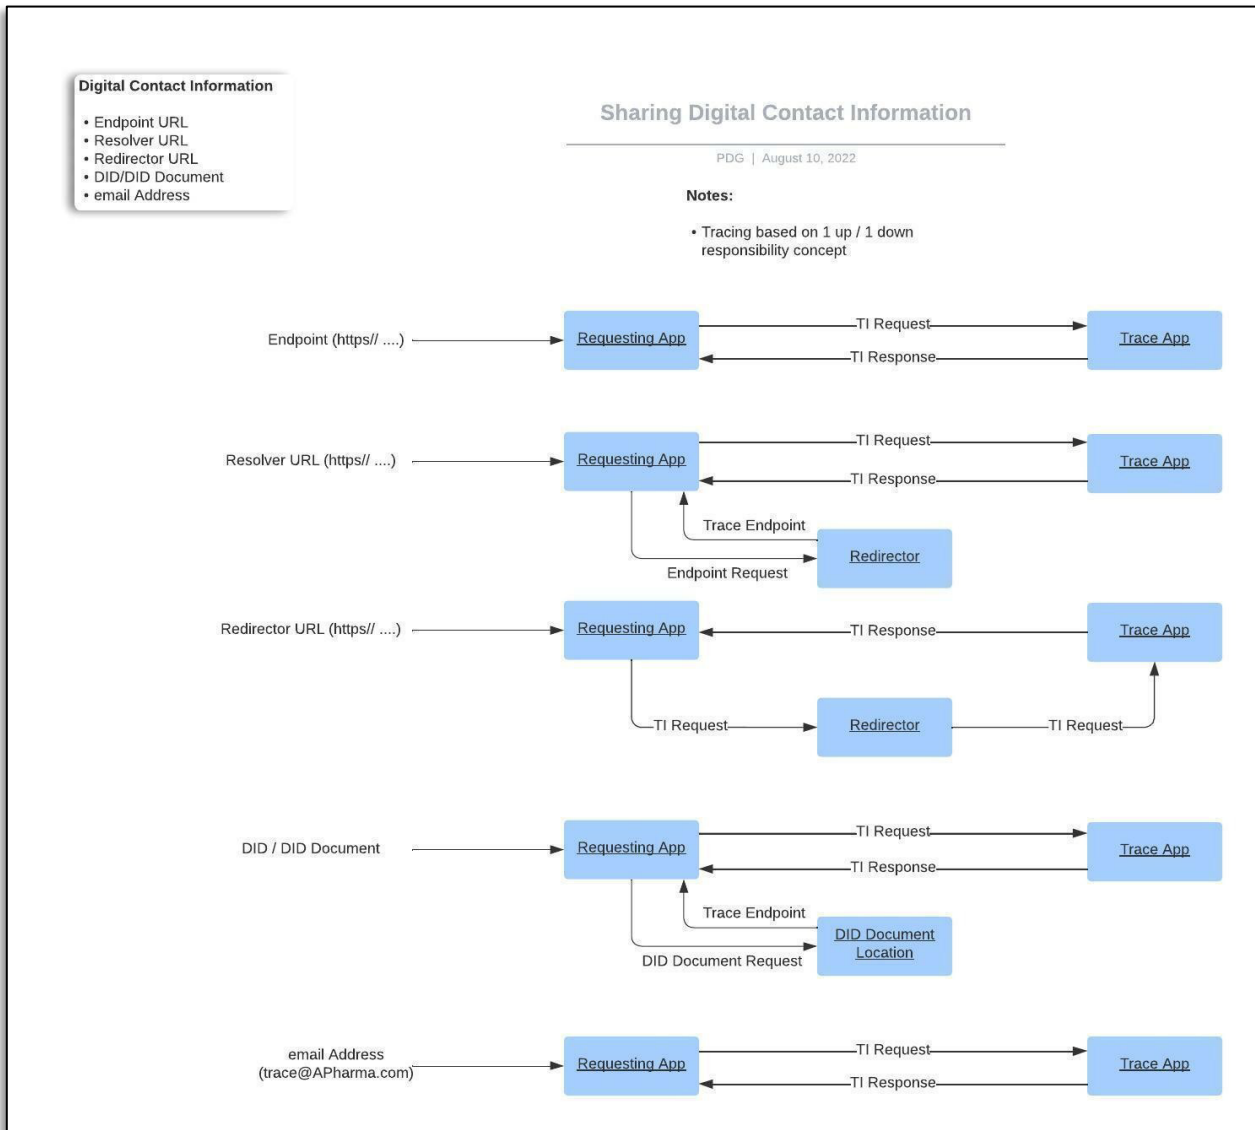 Digital Contact Information
• Endpoint URL
• Resolver URL
• Redirector URL
• DID/DID Document
• email Address
Sharing Digital Contact Information
PDG | August 10, 2022
Notes:
• Tracing based on 1 up / 1 down
responsibility concept
Endpoint (https// ....)
Requesting App
TI Request
TI Response
Trace App
Resolver URL (https// ....)
Requesting App
TI Request
TI Response
Trace App
Trace Endpoint
Endpoint Request
Redirector
Redirector URL (https// ....)
Requesting App
TI Response
Trace App
TI Request
Redirector
TI Request
DID / DID Document
Requesting App
TI Request
TI Response
Trace App
Trace Endpoint
DID Document Request
DID Document
Location
email Address
(trace@APharma.com)
Requesting App
TI Request
TI Response
Trace App